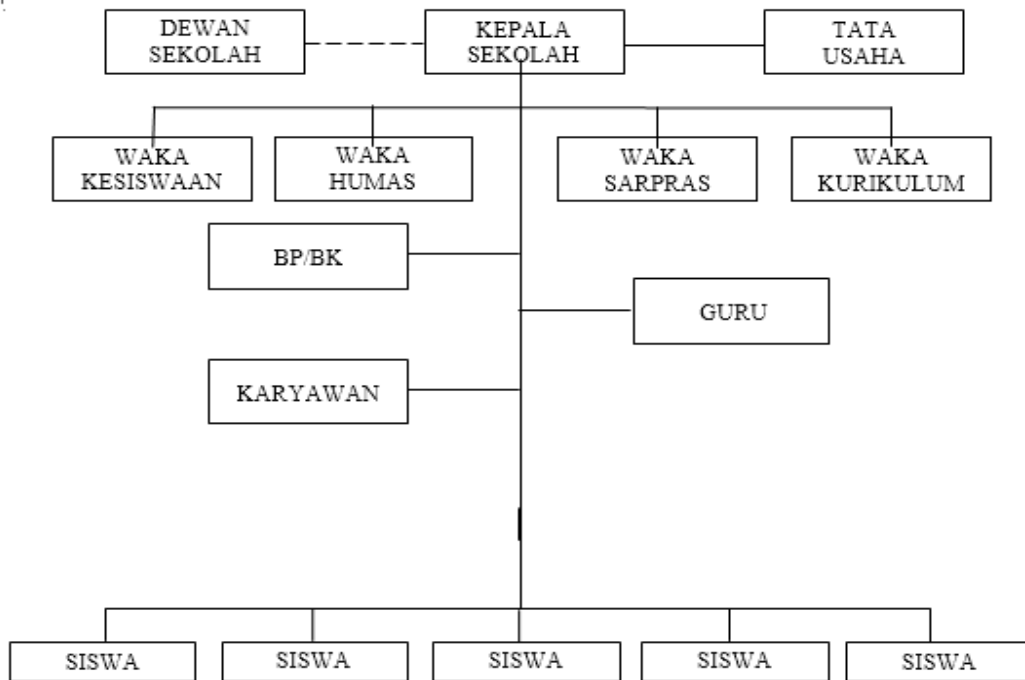 DEWAN
SEKOLAH
KEPALA
SEKOLAH
TATA
USAHA
WAKA
KESISWAAN
WAKA
HUMAS
WAKA
SARPRAS
WAKA
KURIKULUM
BP/BK
GURU
KARYAWAN
SISWA
SISWA
SISWA
SISWA
SISWA